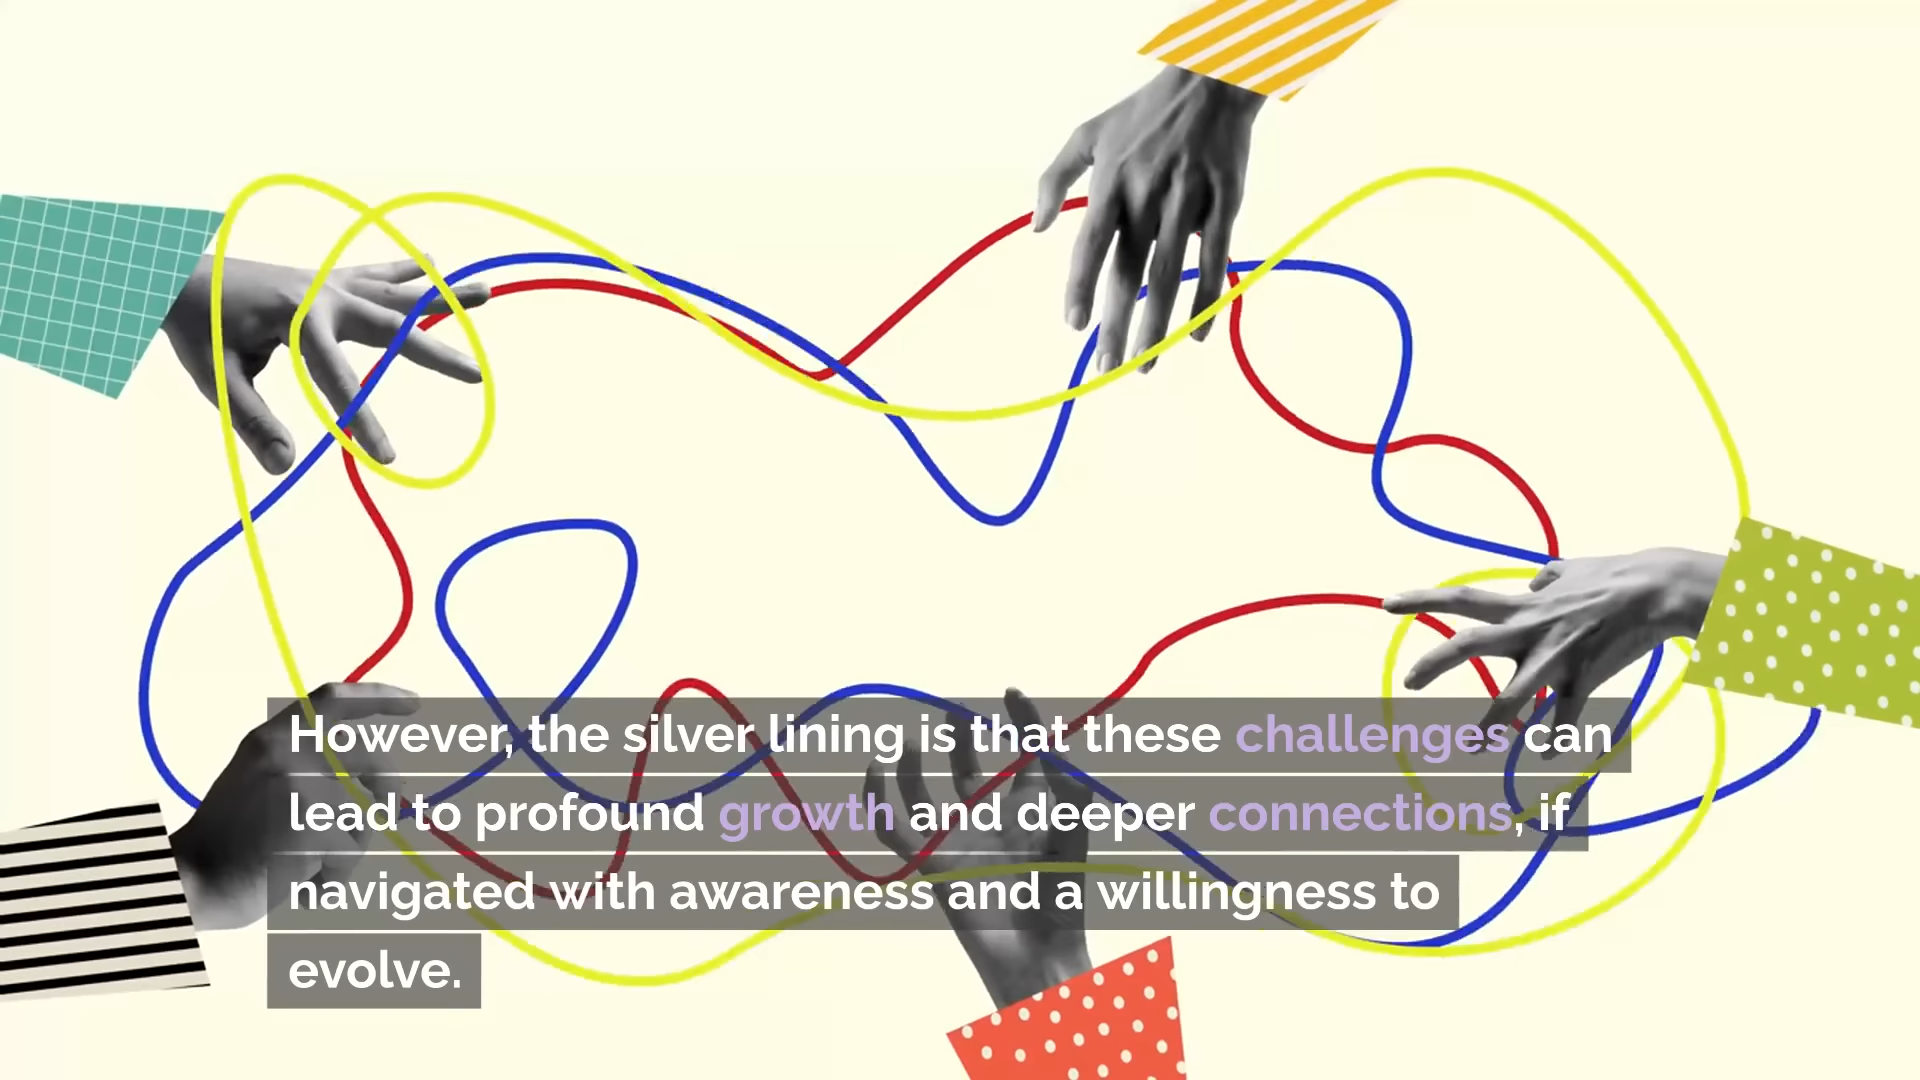 However, the silver lining is that these challenges can
lead to profound growth and deeper connections, if
navigated with awareness and a willingness to
evolve.